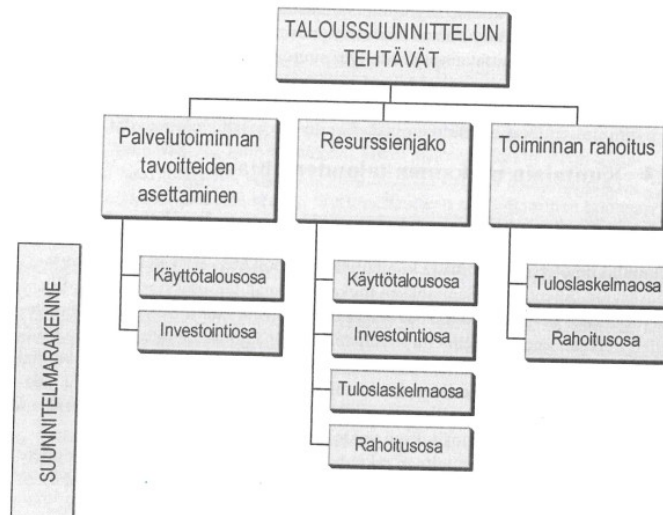 TALOUSSUUNNITTELUN
TEHTÄVÄT
Palvelutoiminnan
tavoitteiden
asettaminen
Resurssienjako
Toiminnan rahoitus
SUUNNITELMARAKENNE
Käyttötalousosa
Investointiosa
Käyttötalousosa
Investointiosa
Tuloslaskelmaosa
Rahoitusosa
Tuloslaskelmaosa
Rahoitusosa